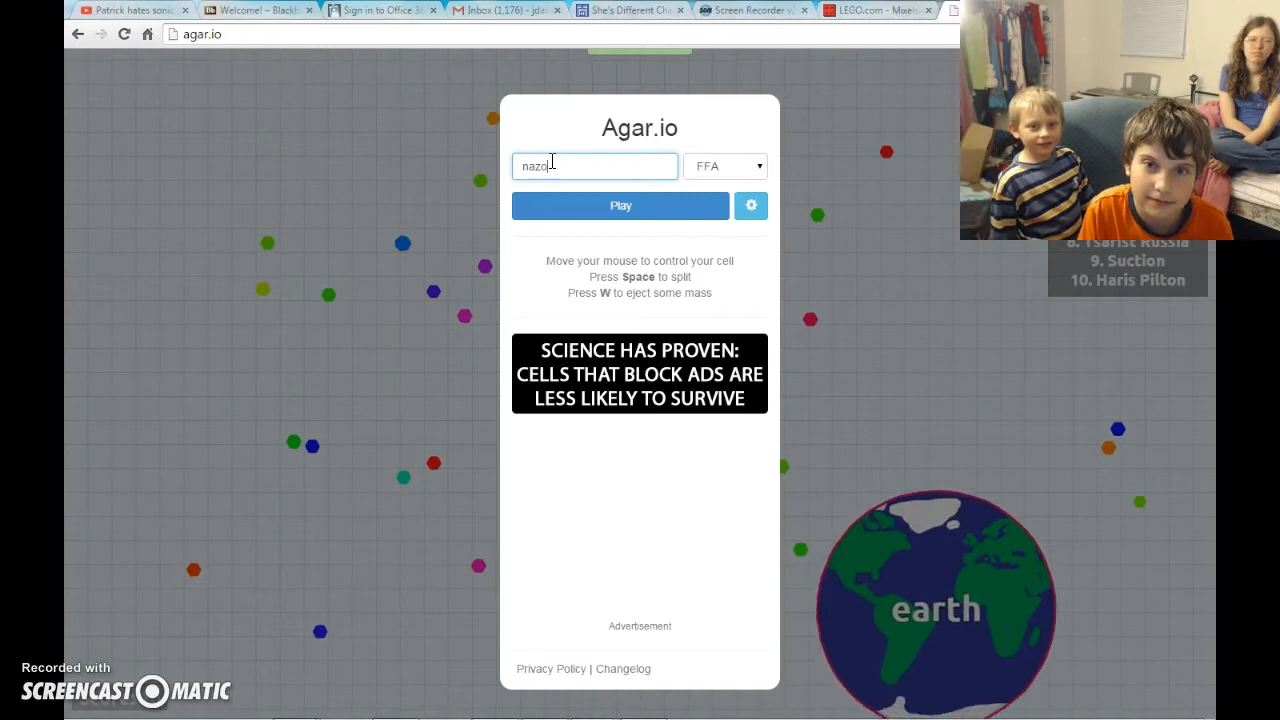 Patrick hates sonic
Welcome! – Blackb
Sign in to Office 36
Inbox (1,176) - jda
She's Different Cha
Screen Recorder v
LEGO.com - Mixels
agar.io
Agar.io
nazo
FFA
Play
Move your mouse to control your cell
Press Space to split
Press W to eject some mass
SCIENCE HAS PROVEN:
CELLS THAT BLOCK ADS ARE
LESS LIKELY TO SURVIVE
Advertisement
Privacy Policy | Changelog
8. Tsarist Russia
9. Suction
10. Haris Pilton
earth
Recorded with
SCREENCAST-O-MATIC